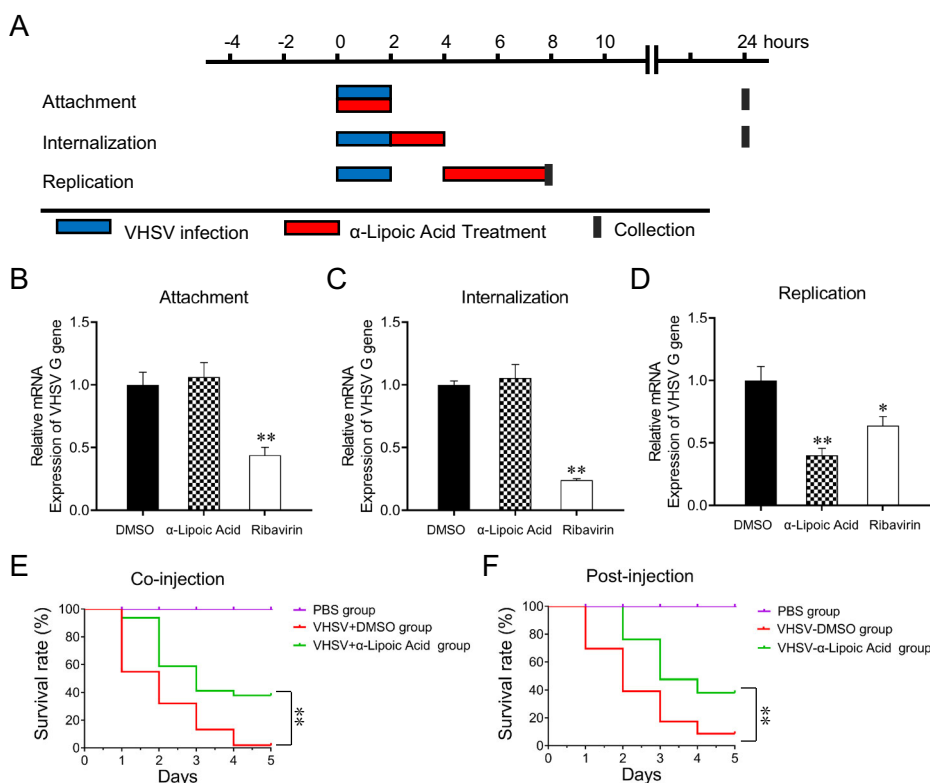 A
-4 -2 0 2 4 6 8 10 24 hours
Attachment
Internalization
Replication
VHSV infection α-Lipoic Acid Treatment Collection
B
Attachment
Relative mRNA
Expression of VHSV G gene
1.5
1.0
0.5
0.0
**
DMSO α-Lipoic Acid Ribavirin
C
Internalization
Relative mRNA
Expression of VHSV G gene
1.5
1.0
0.5
0.0
**
DMSO α-Lipoic Acid Ribavirin
D
Replication
Relative mRNA
Expression of VHSV G gene
1.5
1.0
0.5
0.0
**
*
DMSO α-Lipoic Acid Ribavirin
E
Co-injection
Survival rate (%)
100
80
60
40
20
0
0 1 2 3 4 5
Days
PBS group
VHSV+DMSO group
VHSV+α-Lipoic Acid group
**
F
Post-injection
Survival rate (%)
100
80
60
40
20
0
0 1 2 3 4 5
Days
PBS group
VHSV-DMSO group
VHSV-α-Lipoic Acid group
**